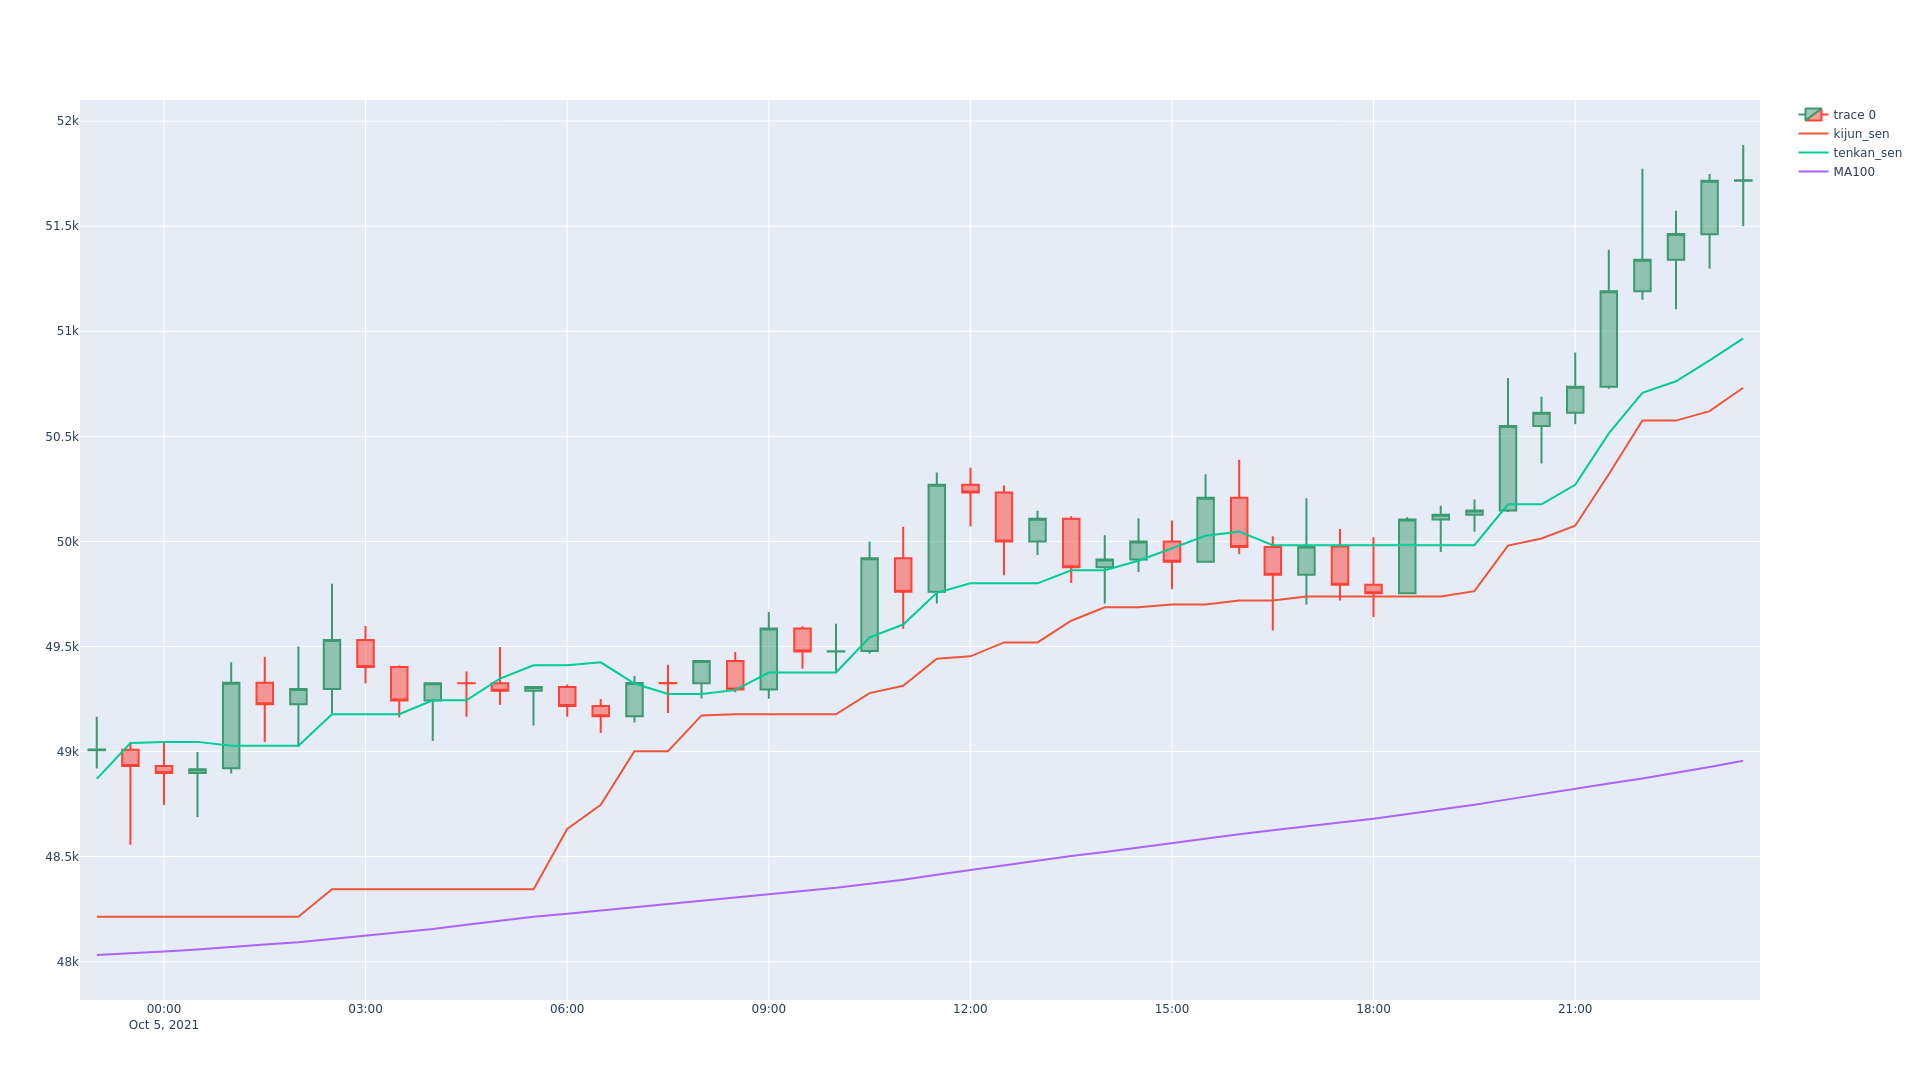 52k
51.5k
51k
50.5k
50k
49.5k
49k
48.5k
48k
00:00
Oct 5, 2021
03:00
06:00
09:00
12:00
15:00
18:00
21:00
trace 0
kijun_sen
tenkan_sen
MA100